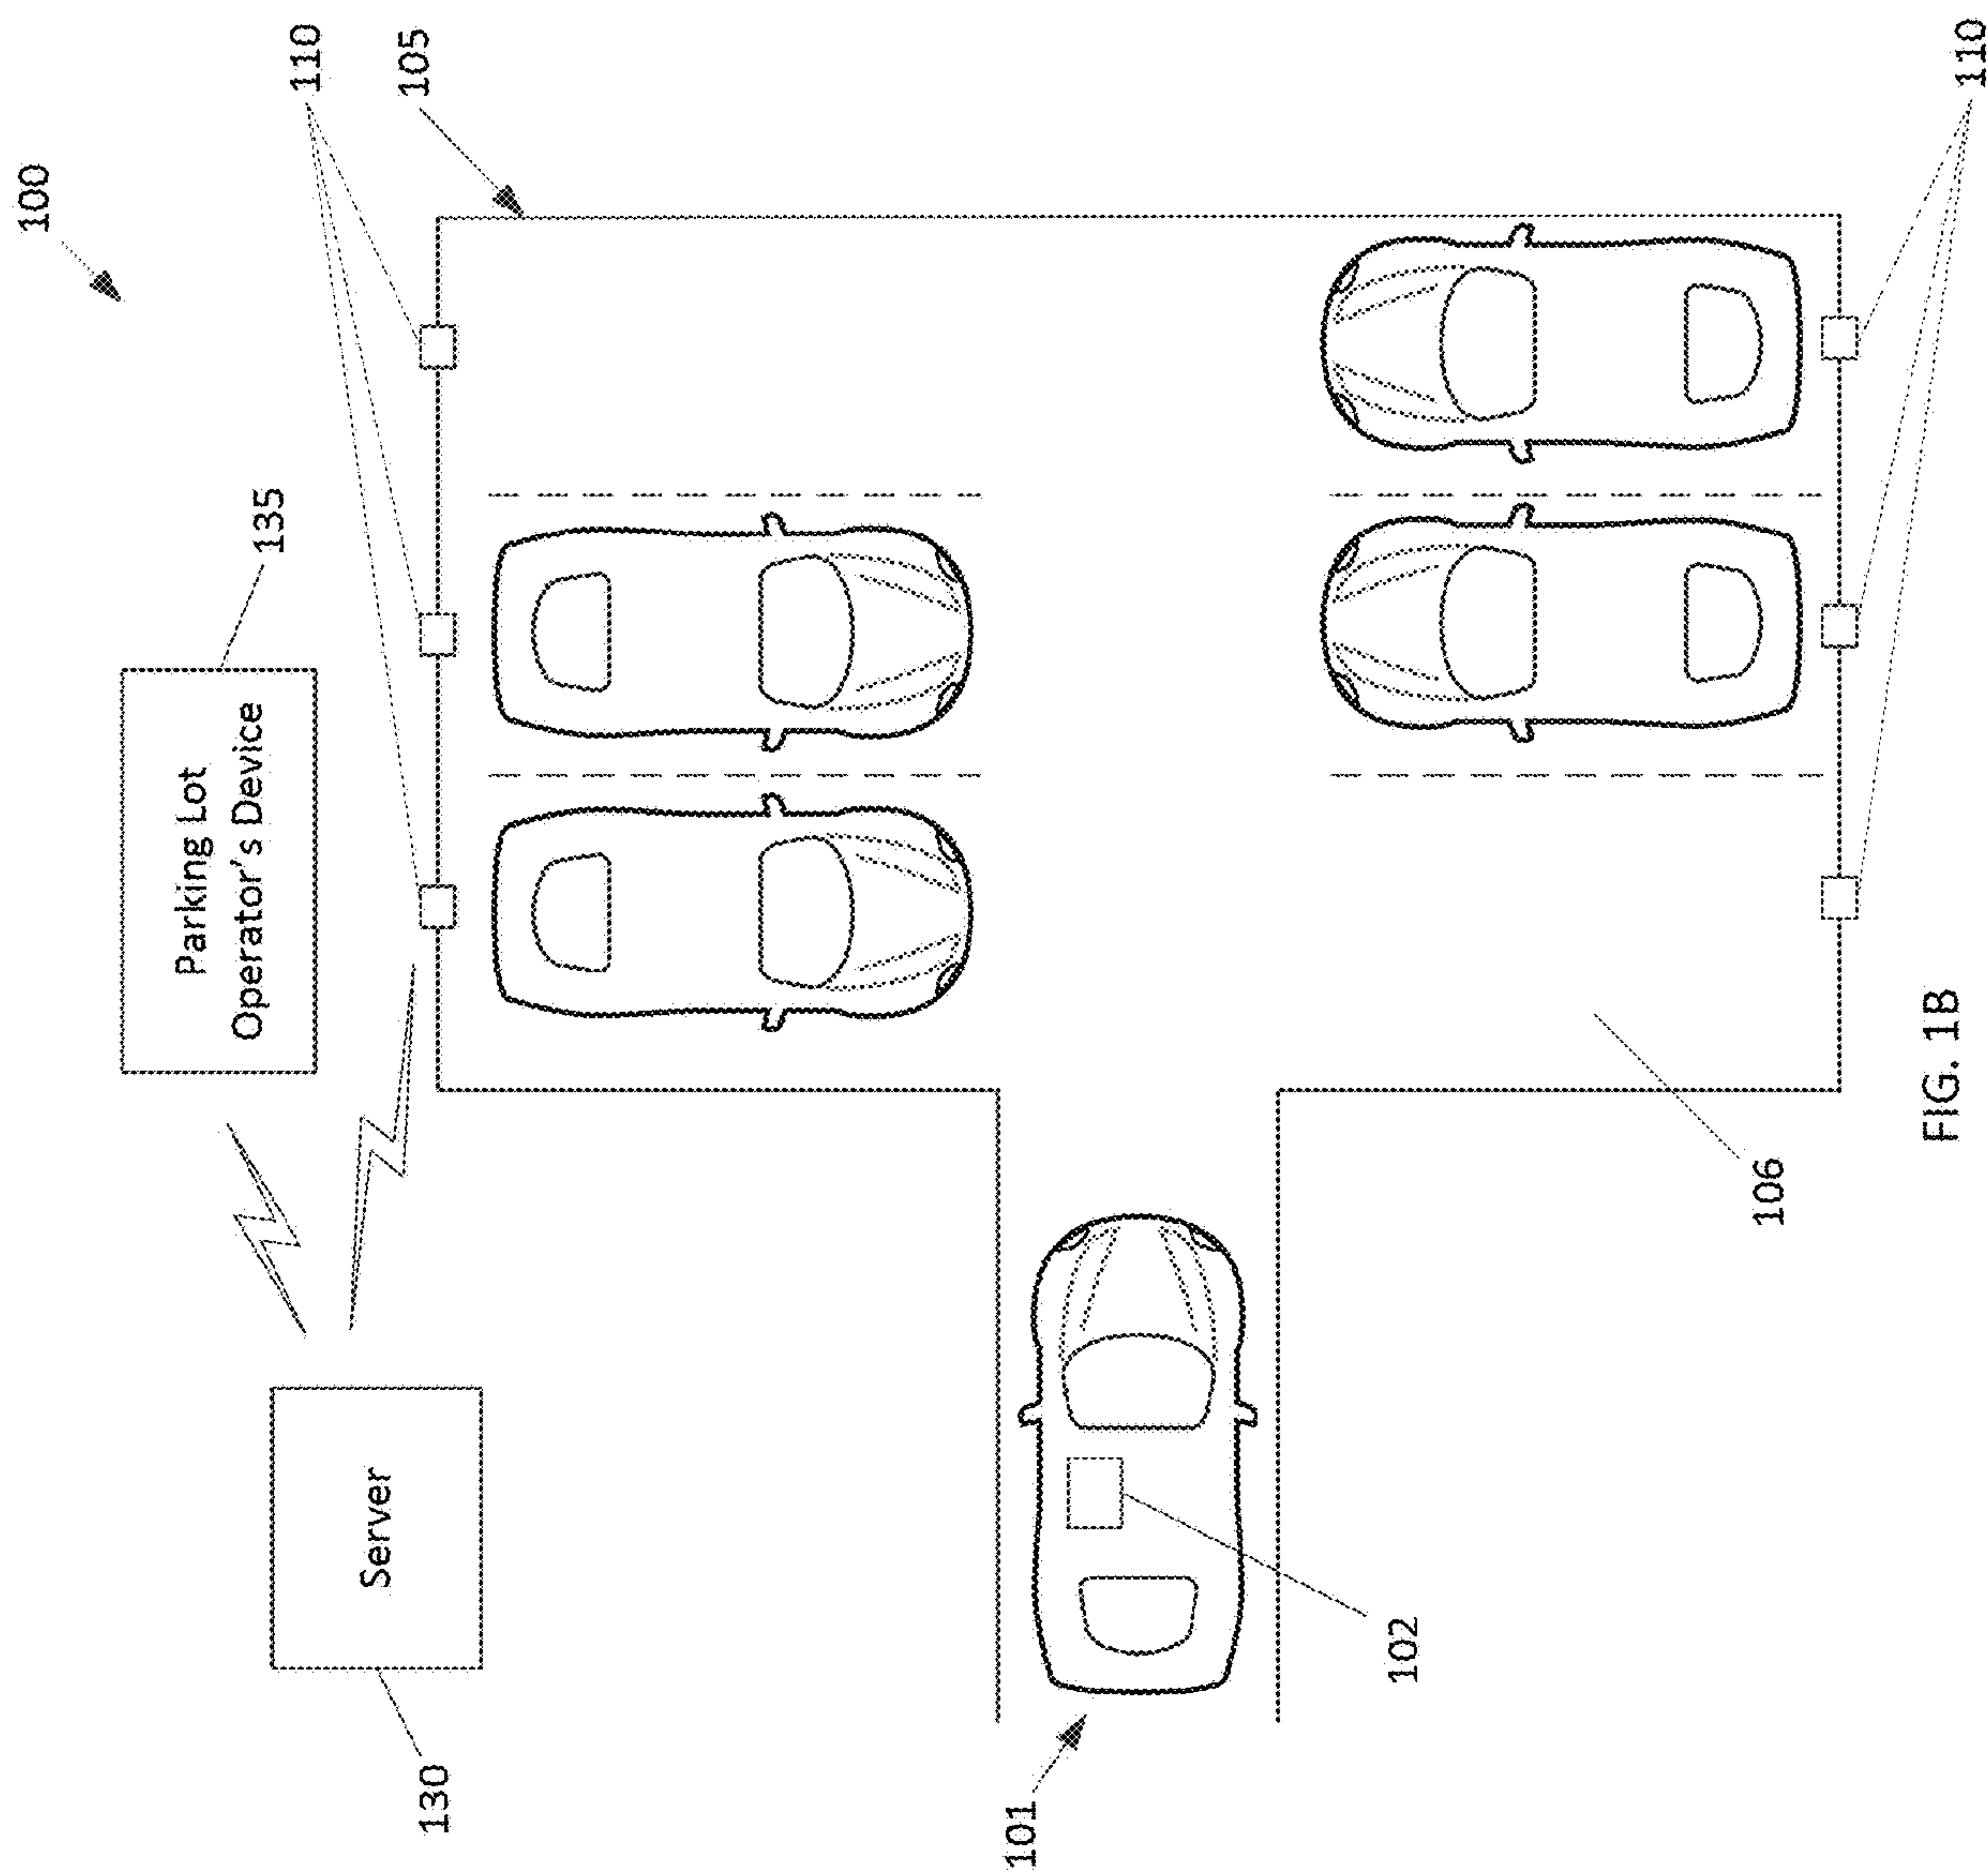 100
110
105
135
Parking Lot
Operator's Device
Server
130
101
102
106
110
FIG. 1B